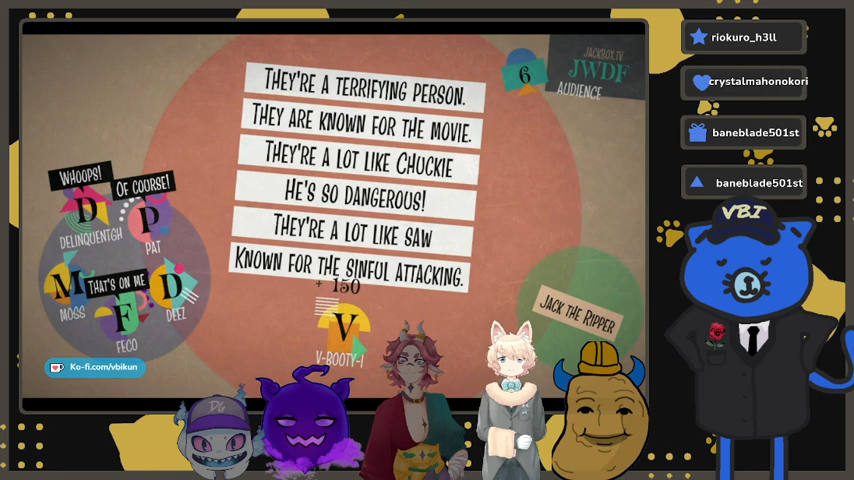 THEY'RE A TERRIFYING PERSON.
THEY ARE KNOWN FOR THE MOVIE.
THEY'RE A LOT LIKE CHUCKIE
HE'S SO DANGEROUS!
THEY'RE A LOT LIKE SAW
KNOWN FOR THE SINFUL ATTACKING.
+ 150
V
V-BOOTY-I
6
JACKBOX.TV
JWDF
AUDIENCE
WHOOPS!
OF COURSE!
D
P
DELINQUENTGH
PAT
THAT'S ON ME
M
F
D
MOSS
FECO
DEEZ
JACK THE RIPPER
Ko-fi.com/vbikun
riokuro_h3ll
crystalmahonokori
baneblade501st
baneblade501st
VBI
DG